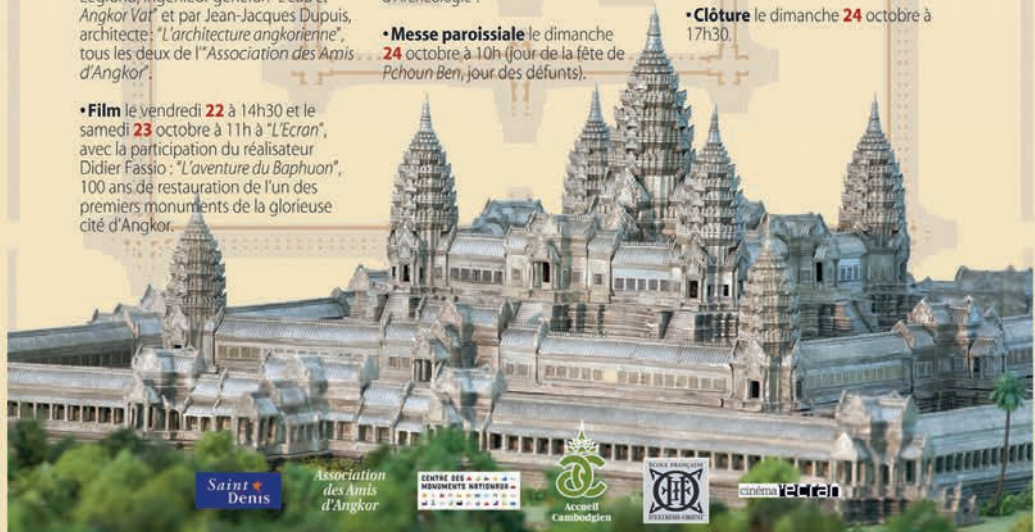 Angkor Vat" et par Jean-Jacques Dupuis,
architecte: "L'architecture angkorienne",
tous les deux de l'"Association des Amis
d'Angkor".
•Film le vendredi 22 à 14h30 et le
samedi 23 octobre à 11h à "L'Ecran",
avec la participation du réalisateur
Didier Fassio : "L'aventure du Baphuon",
100 ans de restauration de l'un des
premiers monuments de la glorieuse
cité d'Angkor.
•Messe paroissiale le dimanche
24 octobre à 10h (jour de la fête de
Pchoun Ben, jour des défunts).
•Clôture le dimanche 24 octobre à
17h30.
Saint
Denis
Association
des Amis
d'Angkor
CENTRE DES
MONUMENTS NATIONAUX
Accueil
Cambodgien
ECOLE FRANÇAISE
D'EXTREME-ORIENT
cinéma l'écran